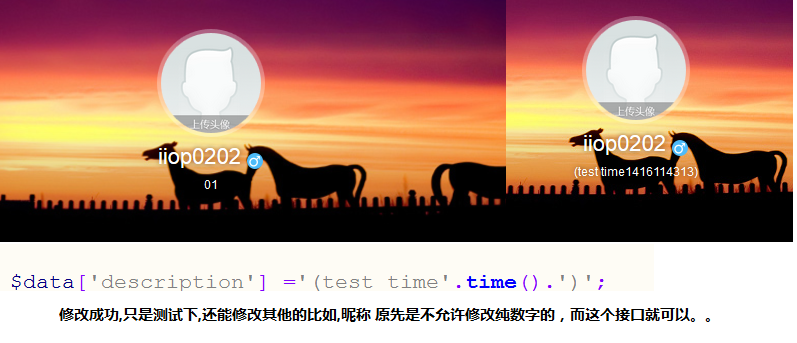 上传头像
iiop0202
01
上传头像
iiop0202
(test time1416114313)
$data['description'] ='(test time'.time().')';
修改成功,只是测试下,还能修改其他的比如,昵称 原先是不允许修改纯数字的，而这个接口就可以。。